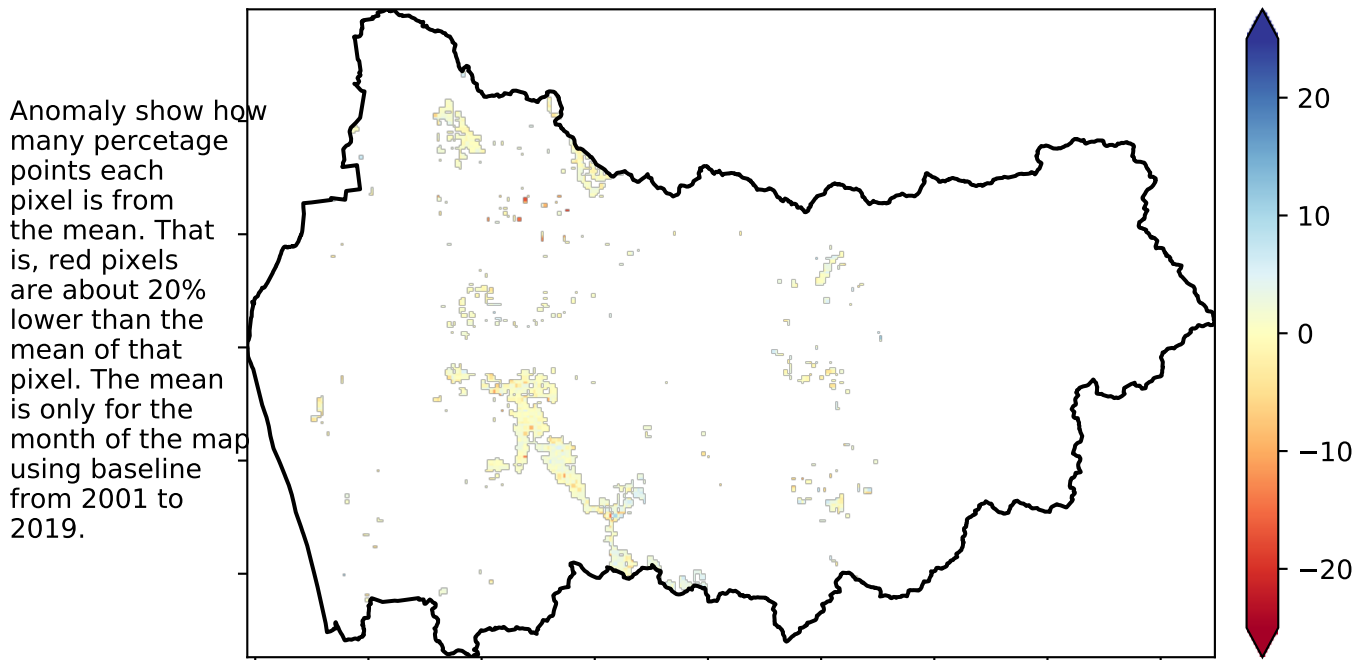 Anomaly show how
many percetage
points each
pixel is from
the mean. That
is, red pixels
are about 20%
lower than the
mean of that
pixel. The mean
is only for the
month of the map
using baseline
from 2001 to
2019.
20
10
0
−10
−20